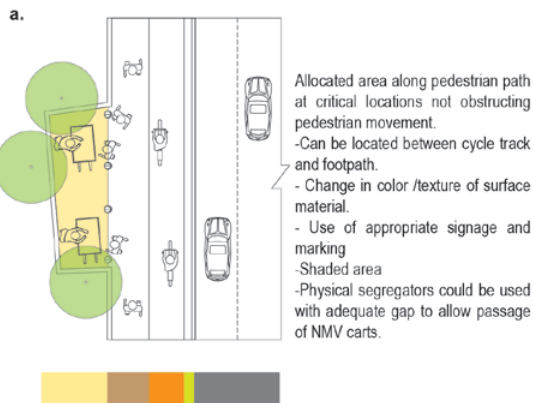 a.
Allocated area along pedestrian path
at critical locations not obstructing
pedestrian movement.
-Can be located between cycle track
and footpath.
- Change in color /texture of surface
material.
- Use of appropriate signage and
marking
-Shaded area
-Physical segregators could be used
with adequate gap to allow passage
of NMV carts.